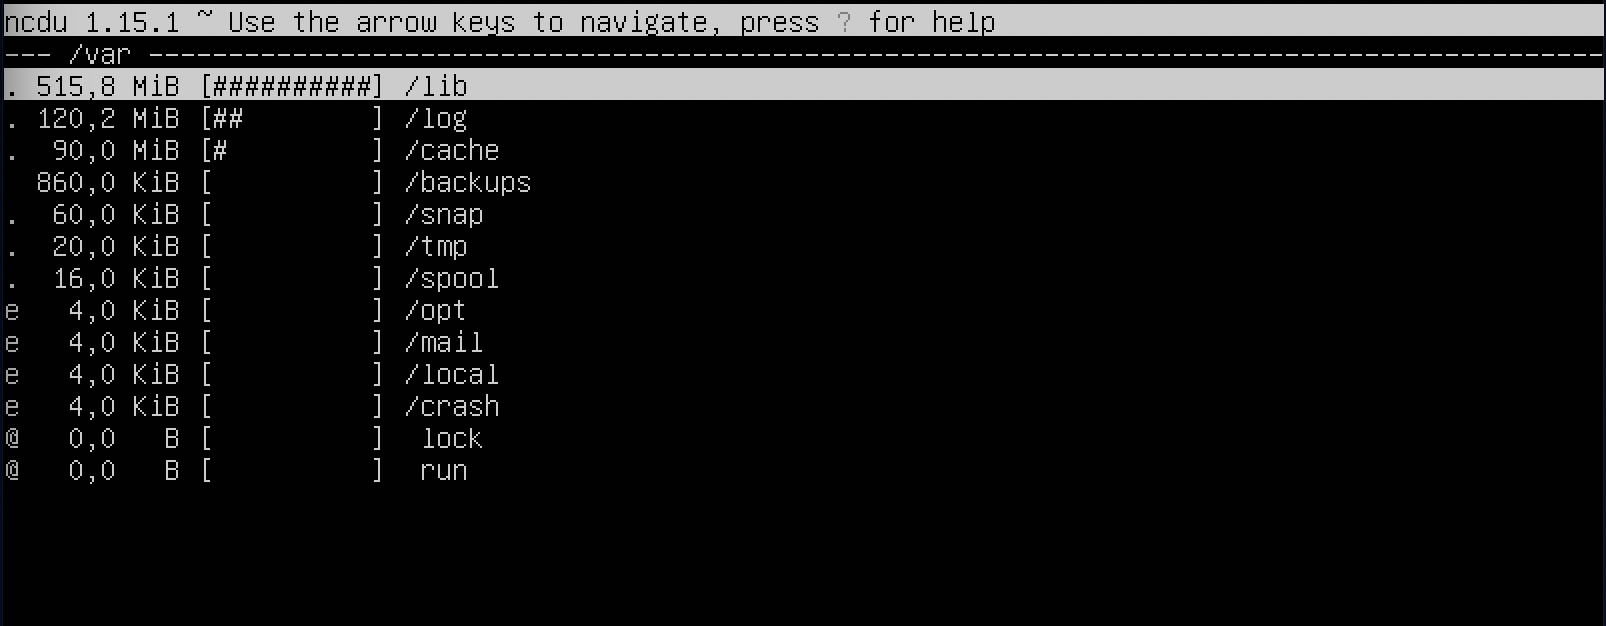 ncdu 1.15.1 ~ Use the arrow keys to navigate, press ? for help
--- /var -------------------------------------------------------------------------------------------
. 515,8 MiB [##########] /lib
. 120,2 MiB [##        ] /log
.  90,0 MiB [#         ] /cache
  860,0 KiB [          ] /backups
.  60,0 KiB [          ] /snap
.  20,0 KiB [          ] /tmp
.  16,0 KiB [          ] /spool
e   4,0 KiB [          ] /opt
e   4,0 KiB [          ] /mail
e   4,0 KiB [          ] /local
e   4,0 KiB [          ] /crash
@   0,0   B [          ]  lock
@   0,0   B [          ]  run